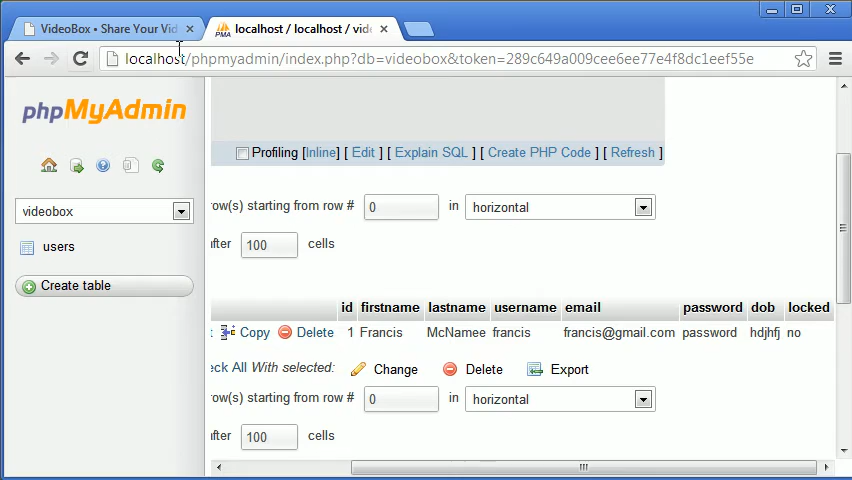 VideoBox • Share Your Vid
localhost / localhost / vide
localhost/phpmyadmin/index.php?db=videobox&token=289c649a009cee6ee77e4f8dc1eef55e
phpMyAdmin
videobox
users
Create table
Profiling [Inline] [ Edit ] [ Explain SQL ] [ Create PHP Code ] [ Refresh ]
row(s) starting from row # 0 in horizontal
after 100 cells
id firstname lastname username email password dob locked
t Copy Delete 1 Francis McNamee francis francis@gmail.com password hdjhfj no
eck All With selected: Change Delete Export
row(s) starting from row # 0 in horizontal
after 100 cells